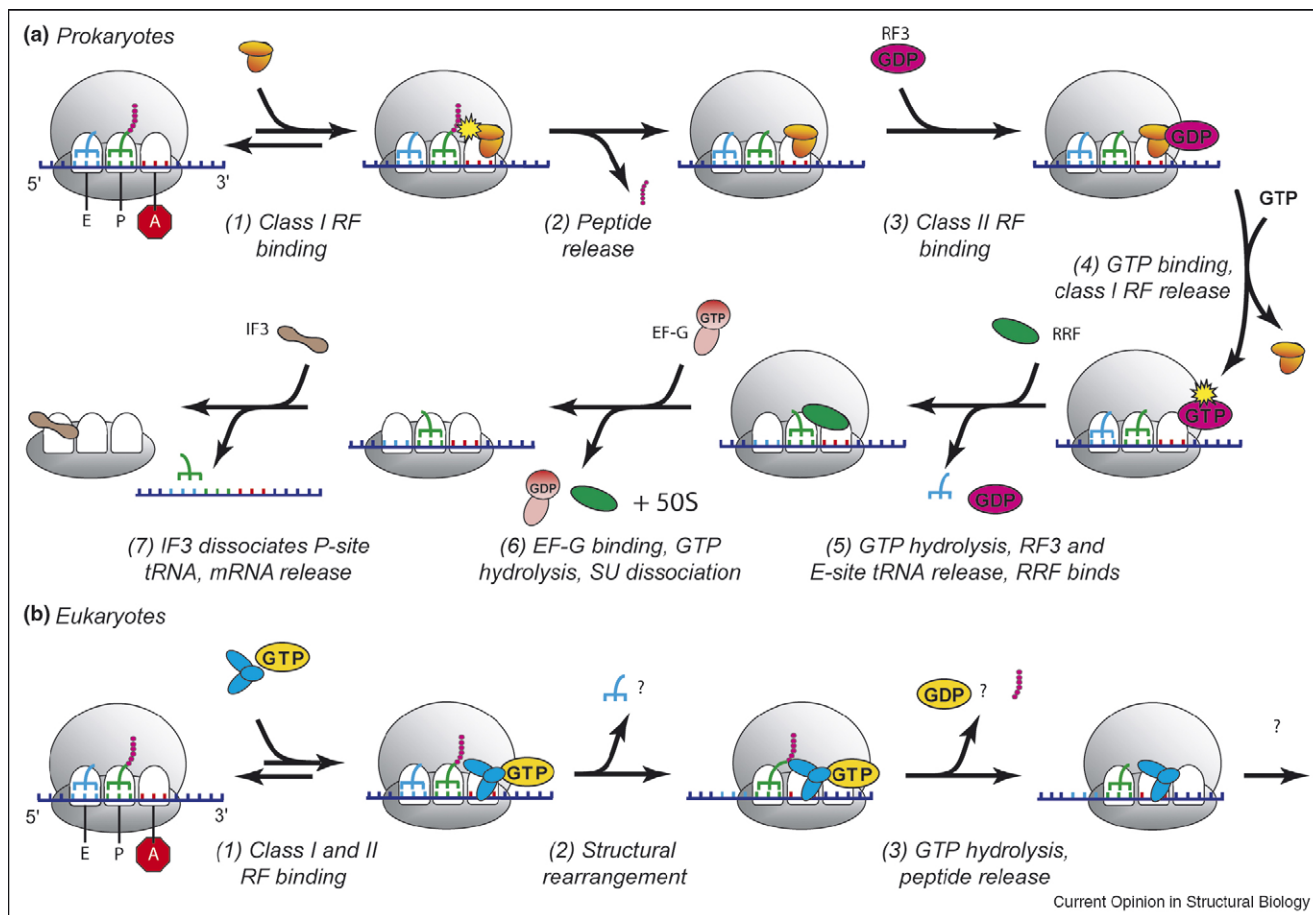 (a) Prokaryotes
RF3
GDP
GDP
5'
3'
E
P
A
(1) Class I RF
binding
(2) Peptide
release
(3) Class II RF
binding
GTP
(4) GTP binding,
class I RF release
IF3
EF-G
GTP
RRF
GTP
GDP
+ 50S
GDP
(7) IF3 dissociates P-site
tRNA, mRNA release
(6) EF-G binding, GTP
hydrolysis, SU dissociation
(5) GTP hydrolysis, RF3 and
E-site tRNA release, RRF binds
(b) Eukaryotes
GTP
?
GDP
?
?
GTP
GTP
5'
3'
E
P
A
(1) Class I and II
RF binding
(2) Structural
rearrangement
(3) GTP hydrolysis,
peptide release
Current Opinion in Structural Biology